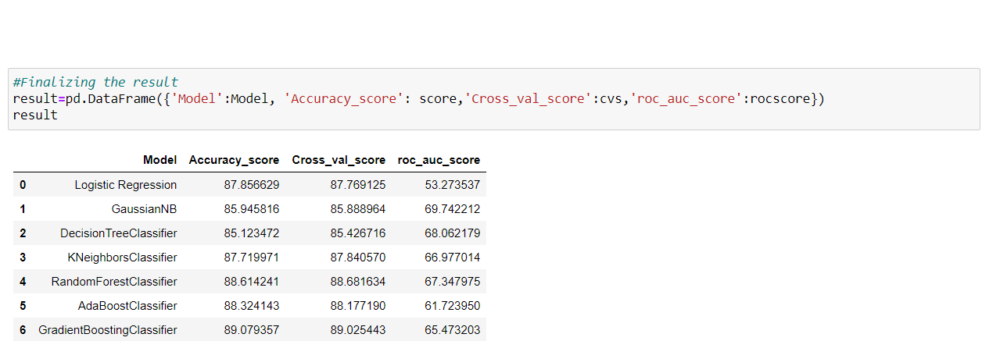 #Finalizing the result
result=pd.DataFrame({'Model':Model, 'Accuracy_score': score,'Cross_val_score':cvs,'roc_auc_score':rocscore})
result
Model Accuracy_score Cross_val_score roc_auc_score
0 Logistic Regression 87.856629 87.769125 53.273537
1 GaussianNB 85.945816 85.888964 69.742212
2 DecisionTreeClassifier 85.123472 85.426716 68.062179
3 KNeighborsClassifier 87.719971 87.840570 66.977014
4 RandomForestClassifier 88.614241 88.681634 67.347975
5 AdaBoostClassifier 88.324143 88.177190 61.723950
6 GradientBoostingClassifier 89.079357 89.025443 65.473203